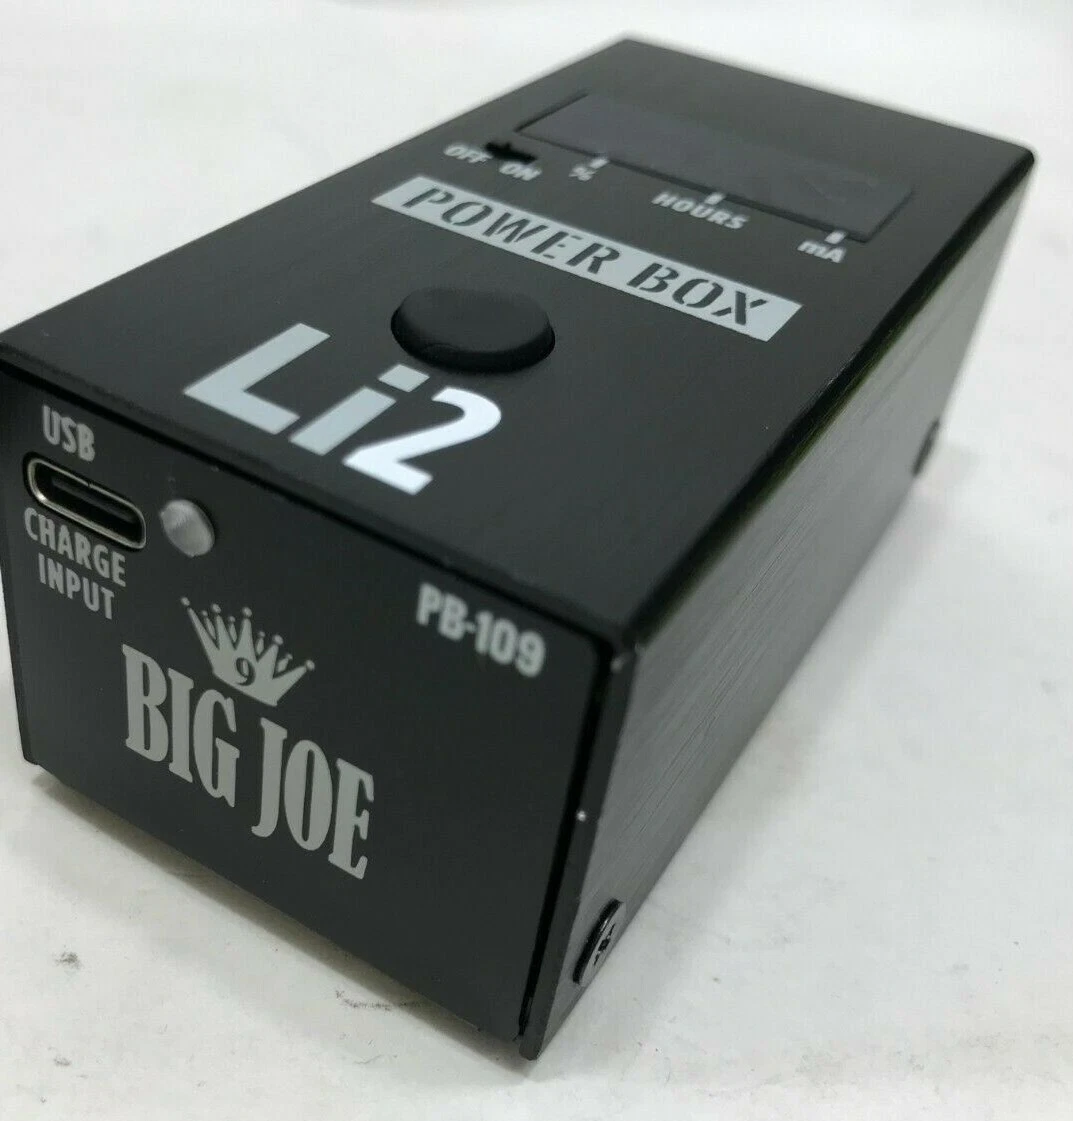 OFF ON % HOURS mA
POWER BOX
Li2
USB
CHARGE
INPUT
PB-109
9
BIG JOE